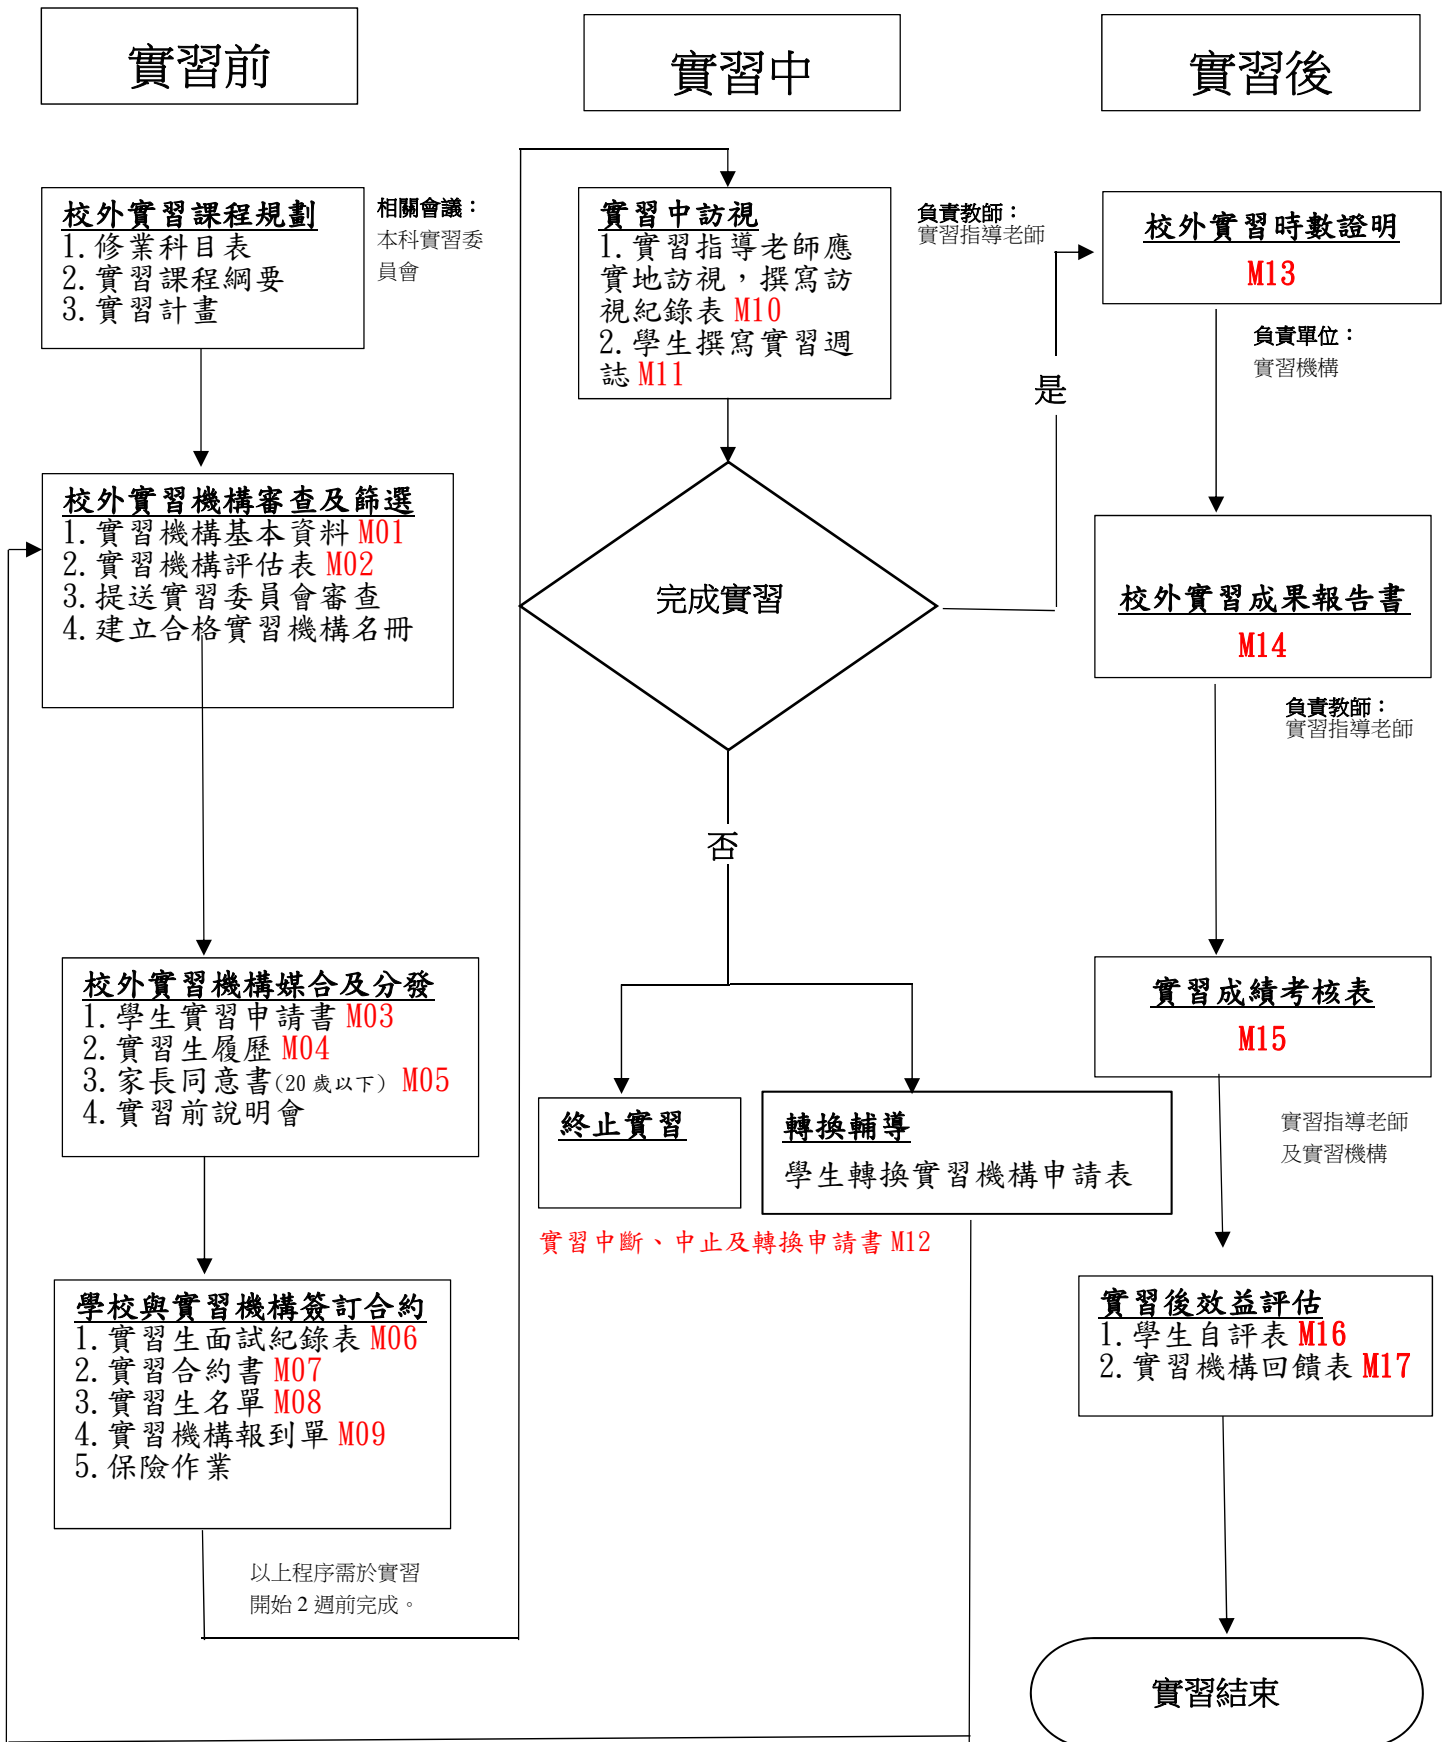 實習前
校外實習課程規劃
1.修業科目表
2.實習課程綱要
3.實習計畫
相關會議：
本科實習委
員會
校外實習機構審查及篩選
1.實習機構基本資料 M01
2.實習機構評估表 M02
3.提送實習委員會審查
4.建立合格實習機構名冊
校外實習機構媒合及分發
1.學生實習申請書 M03
2.實習生履歷 M04
3.家長同意書(20 歲以下) M05
4.實習前說明會
學校與實習機構簽訂合約
1.實習生面試紀錄表 M06
2.實習合約書 M07
3.實習生名單 M08
4.實習機構報到單 M09
5.保險作業
以上程序需於實習
開始 2 週前完成。
實習中
實習中訪視
1.實習指導老師應
實地訪視，撰寫訪
視紀錄表 M10
2.學生撰寫實習週
誌 M11
負責教師：
實習指導老師
完成實習
是
否
終止實習
轉換輔導
學生轉換實習機構申請表
實習中斷、中止及轉換申請書 M12
實習後
校外實習時數證明
M13
負責單位：
實習機構
校外實習成果報告書
M14
負責教師：
實習指導老師
實習成績考核表
M15
實習指導老師
及實習機構
實習後效益評估
1.學生自評表 M16
2.實習機構回饋表 M17
實習結束